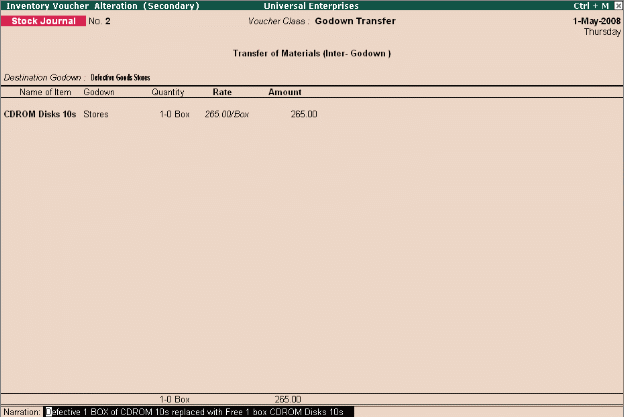 Inventory Voucher Alteration (Secondary) Universal Enterprises Ctrl + M
Stock Journal No. 2 Voucher Class : Godown Transfer 1-May-2008
Thursday
Transfer of Materials (Inter- Godown )
Destination Godown : Defective Goods Stores
Name of Item Godown Quantity Rate Amount
CDROM Disks 10s Stores 1-0 Box 265.00/Box 265.00
1-0 Box 265.00
Narration: Defective 1 BOX of CDROM 10s replaced with Free 1 box CDROM Disks 10s